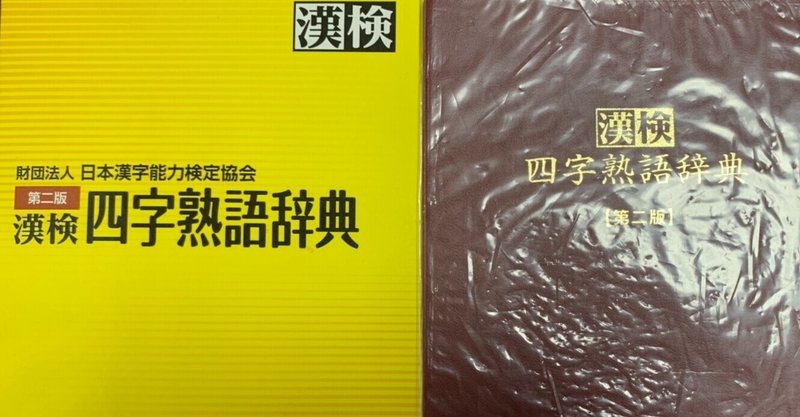 漢検
財団法人 日本漢字能力検定協会
第二版
漢検 四字熟語辞典
漢検
四字熟語辞典
［第二版］